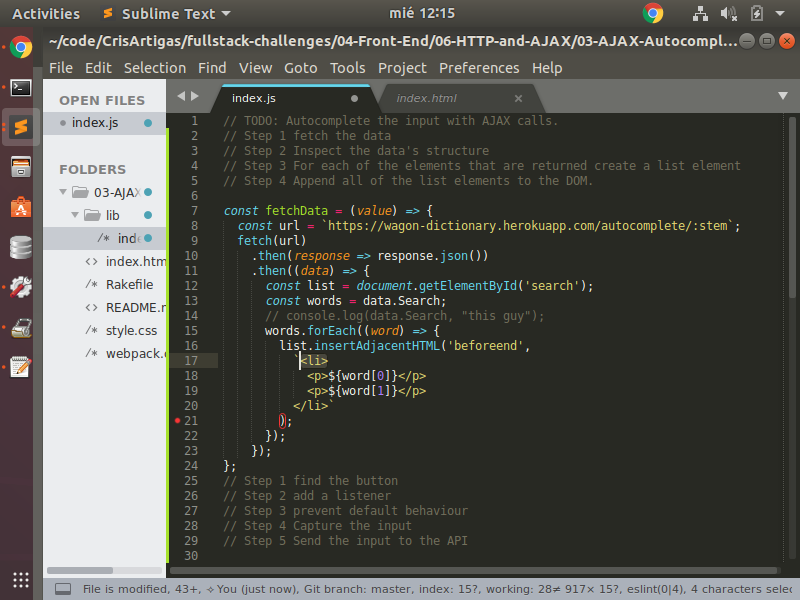 Activities
Sublime Text
mié 12:15
~/code/CrisArtigas/fullstack-challenges/04-Front-End/06-HTTP-and-AJAX/03-AJAX-Autocompl...
File Edit Selection Find View Goto Tools Project Preferences Help
OPEN FILES
index.js
FOLDERS
03-AJAX
lib
/* ind
<> index.htm
/* Rakefile
<> README.r
/* style.css
/* webpack.c
index.js
index.html
1 // TODO: Autocomplete the input with AJAX calls.
2 // Step 1 fetch the data
3 // Step 2 Inspect the data's structure
4 // Step 3 For each of the elements that are returned create a list element
5 // Step 4 Append all of the list elements to the DOM.
6
7 const fetchData = (value) => {
8 const url = `https://wagon-dictionary.herokuapp.com/autocomplete/:stem`;
9 fetch(url)
10 .then(response => response.json())
11 .then((data) => {
12 const list = document.getElementById('search');
13 const words = data.Search;
14 // console.log(data.Search, "this guy");
15 words.forEach((word) => {
16 list.insertAdjacentHTML('beforeend',
17 `<li>
18 <p>${word[0]}</p>
19 <p>${word[1]}</p>
20 </li>`
21 );
22 });
23 });
24 };
25 // Step 1 find the button
26 // Step 2 add a listener
27 // Step 3 prevent default behaviour
28 // Step 4 Capture the input
29 // Step 5 Send the input to the API
30
File is modified, 43+, ✧You (just now), Git branch: master, index: 15?, working: 28≠ 917× 15?, eslint(0|4), 4 characters selec